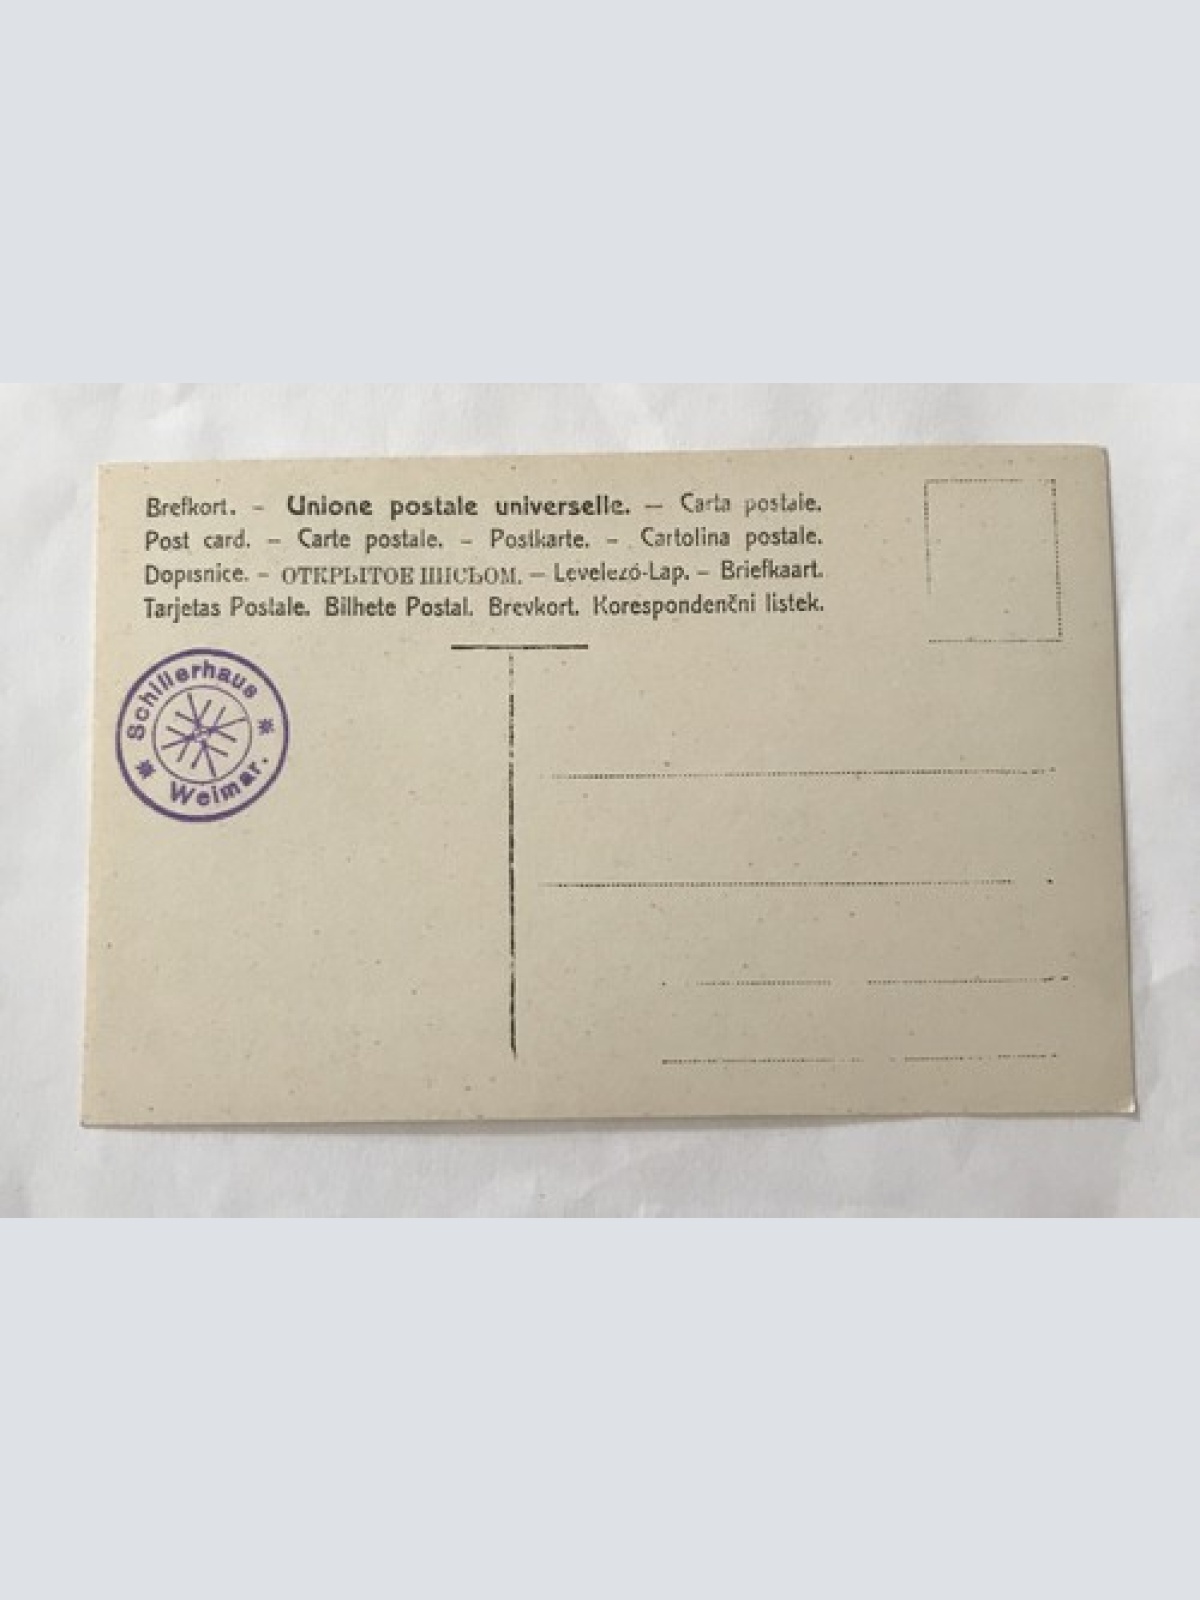 Brefkort. – Unione postale universelle. — Carta postale.
Post card. – Carte postale. – Postkarte. – Cartolina postale.
Dopisnice. – ОТКРЫТОЕ ПИСЬОМ. – Levelezó-Lap. – Briefkaart.
Tarjetas Postale. Bilhete Postal. Brevkort. Korespondenčni listek.
Schillerhaus
Weimar.